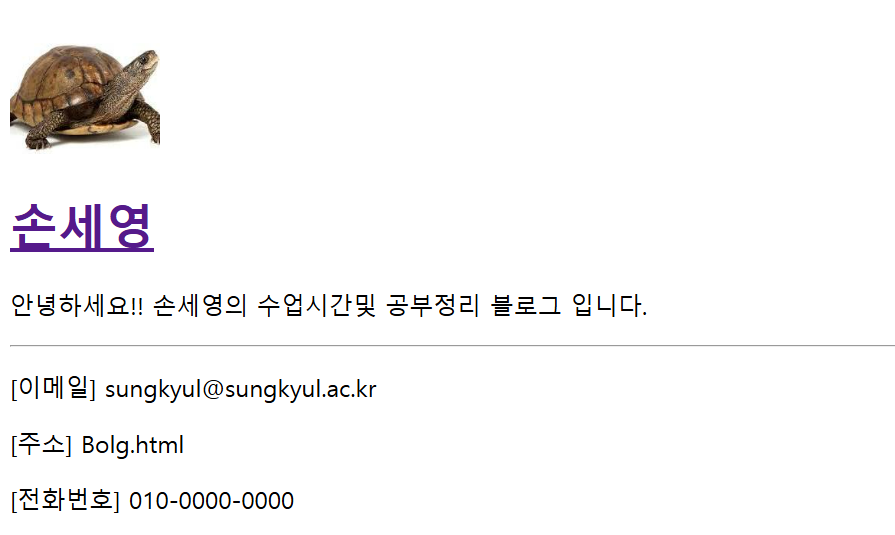 손세영
안녕하세요!! 손세영의 수업시간및 공부정리 블로그 입니다.
[이메일] sungkyul@sungkyul.ac.kr
[주소] Bolg.html
[전화번호] 010-0000-0000